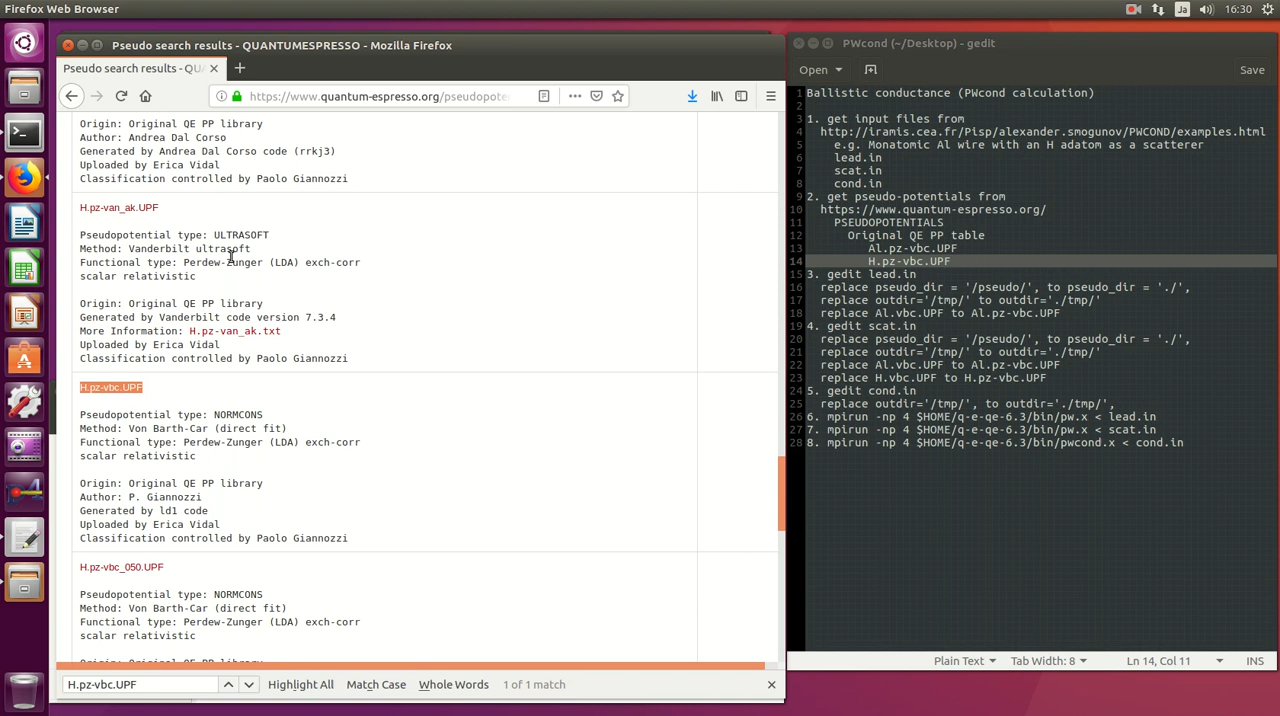 Firefox Web Browser
Ja
16:30
Pseudo search results - QUANTUMESPRESSO - Mozilla Firefox
Pseudo search results - QU
https://www.quantum-espresso.org/pseudopote
Origin: Original QE PP library
Author: Andrea Dal Corso
Generated by Andrea Dal Corso code (rrkj3)
Uploaded by Erica Vidal
Classification controlled by Paolo Giannozzi
H.pz-van_ak.UPF
Pseudopotential type: ULTRASOFT
Method: Vanderbilt ultrasoft
Functional type: Perdew-Zunger (LDA) exch-corr
scalar relativistic
Origin: Original QE PP library
Generated by Vanderbilt code version 7.3.4
More Information: H.pz-van_ak.txt
Uploaded by Erica Vidal
Classification controlled by Paolo Giannozzi
H.pz-vbc.UPF
Pseudopotential type: NORMCONS
Method: Von Barth-Car (direct fit)
Functional type: Perdew-Zunger (LDA) exch-corr
scalar relativistic
Origin: Original QE PP library
Author: P. Giannozzi
Generated by ld1 code
Uploaded by Erica Vidal
Classification controlled by Paolo Giannozzi
H.pz-vbc_050.UPF
Pseudopotential type: NORMCONS
Method: Von Barth-Car (direct fit)
Functional type: Perdew-Zunger (LDA) exch-corr
scalar relativistic
Origin: Original QE PP library
H.pz-vbc.UPF
Highlight All
Match Case
Whole Words
1 of 1 match
PWcond (~/Desktop) - gedit
Open
Save
1 Ballistic conductance (PWcond calculation)
2
3 1. get input files from
4 http://iramis.cea.fr/Pisp/alexander.smogunov/PWCOND/examples.html
5 e.g. Monatomic Al wire with an H adatom as a scatterer
6 lead.in
7 scat.in
8 cond.in
9 2. get pseudo-potentials from
10 https://www.quantum-espresso.org/
11 PSEUDOPOTENTIALS
12 Original QE PP table
13 Al.pz-vbc.UPF
14 H.pz-vbc.UPF
15 3. gedit lead.in
16 replace pseudo_dir = '/pseudo/', to pseudo_dir = './',
17 replace outdir='/tmp/' to outdir='./tmp/'
18 replace Al.vbc.UPF to Al.pz-vbc.UPF
19 4. gedit scat.in
20 replace pseudo_dir = '/pseudo/', to pseudo_dir = './',
21 replace outdir='/tmp/' to outdir='./tmp/'
22 replace Al.vbc.UPF to Al.pz-vbc.UPF
23 replace H.vbc.UPF to H.pz-vbc.UPF
24 5. gedit cond.in
25 replace outdir='/tmp/', to outdir='./tmp/',
26 6. mpirun -np 4 $HOME/q-e-qe-6.3/bin/pw.x < lead.in
27 7. mpirun -np 4 $HOME/q-e-qe-6.3/bin/pw.x < scat.in
28 8. mpirun -np 4 $HOME/q-e-qe-6.3/bin/pwcond.x < cond.in
Plain Text
Tab Width: 8
Ln 14, Col 11
INS